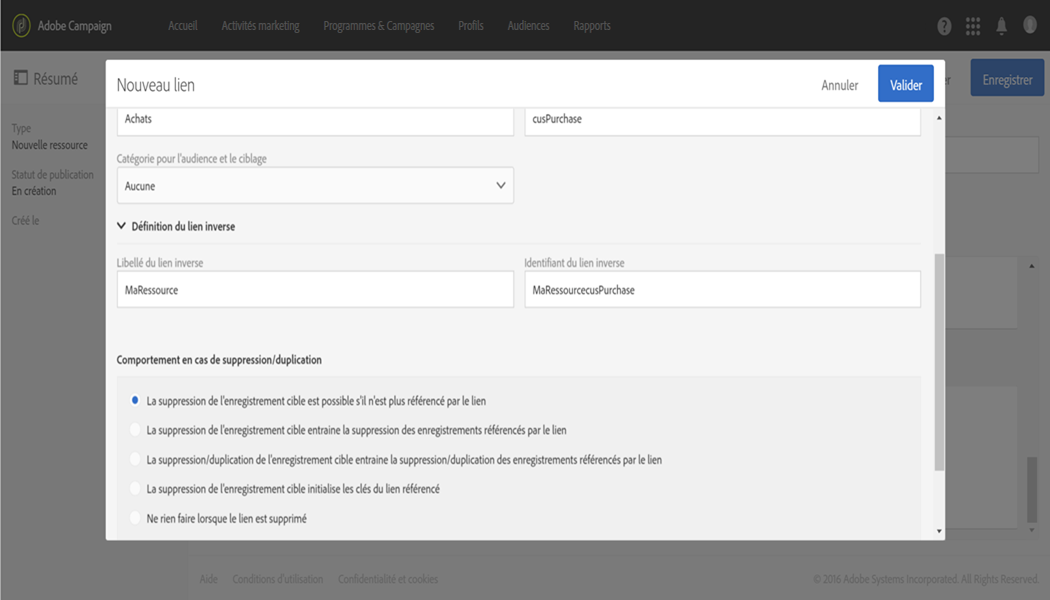 Adobe Campaign Accueil Activités marketing Programmes & Campagnes Profils Audiences Rapports
Résumé
Enregistrer
Nouveau lien Annuler Valider
Achats cusPurchase
Type
Nouvelle ressource
Statut de publication
En création
Créé le
Catégorie pour l'audience et le ciblage
Aucune
Définition du lien inverse
Libellé du lien inverse Identifiant du lien inverse
MaRessource MaRessourcecusPurchase
Comportement en cas de suppression/duplication
La suppression de l'enregistrement cible est possible s'il n'est plus référencé par le lien
La suppression de l'enregistrement cible entraine la suppression des enregistrements référencés par le lien
La suppression/duplication de l'enregistrement cible entraine la suppression/duplication des enregistrements référencés par le lien
La suppression de l'enregistrement cible initialise les clés du lien référencé
Ne rien faire lorsque le lien est supprimé
Aide Conditions d'utilisation Confidentialité et cookies © 2016 Adobe Systems Incorporated. All Rights Reserved.